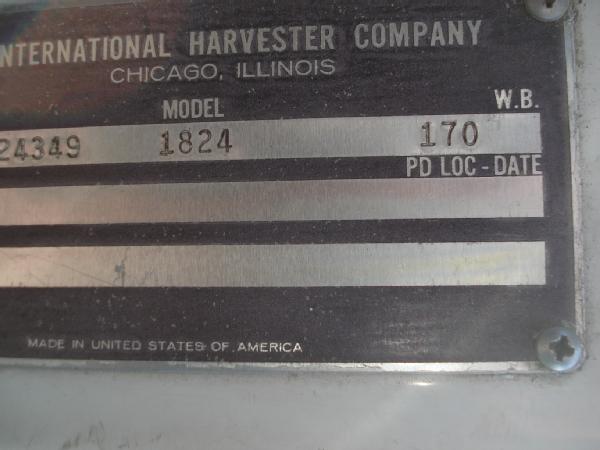 INTERNATIONAL HARVESTER COMPANY
CHICAGO, ILLINOIS
MODEL W.B.
24349 1824 170
PD LOC - DATE
MADE IN UNITED STATES OF AMERICA